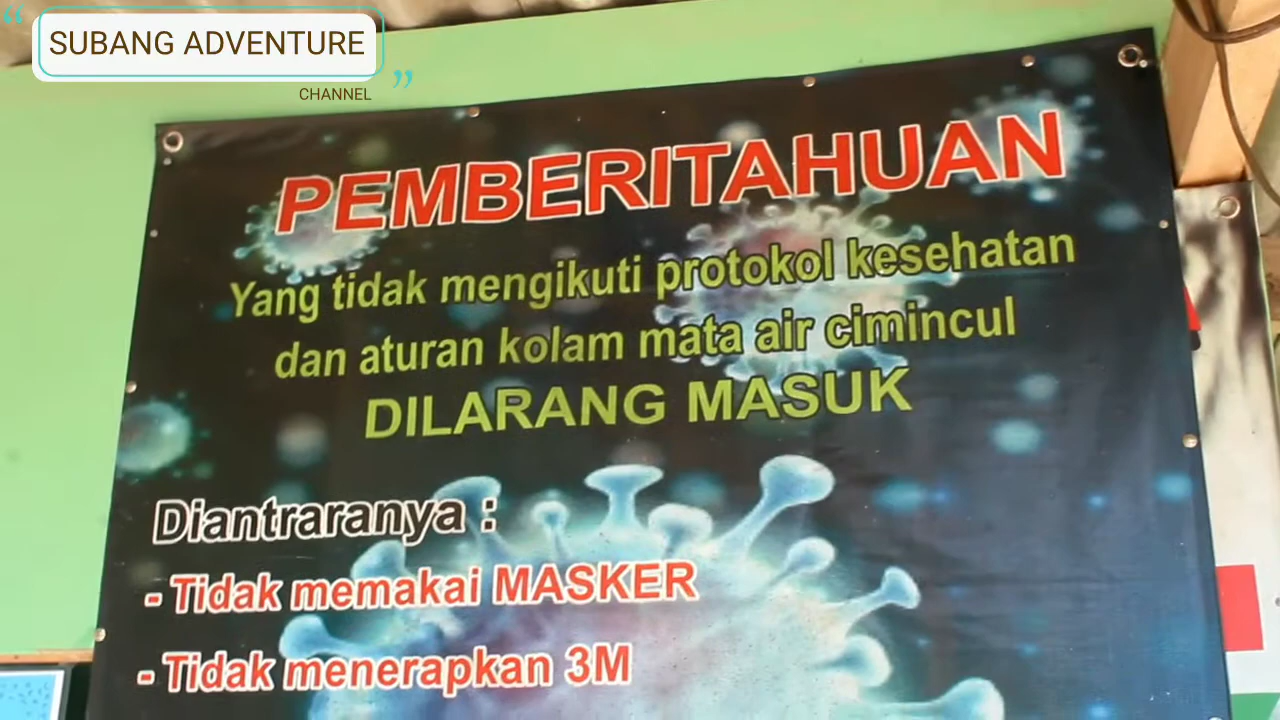 SUBANG ADVENTURE
CHANNEL
PEMBERITAHUAN
Yang tidak mengikuti protokol kesehatan
dan aturan kolam mata air cimincul
DILARANG MASUK
Diantraranya :
- Tidak memakai MASKER
- Tidak menerapkan 3M